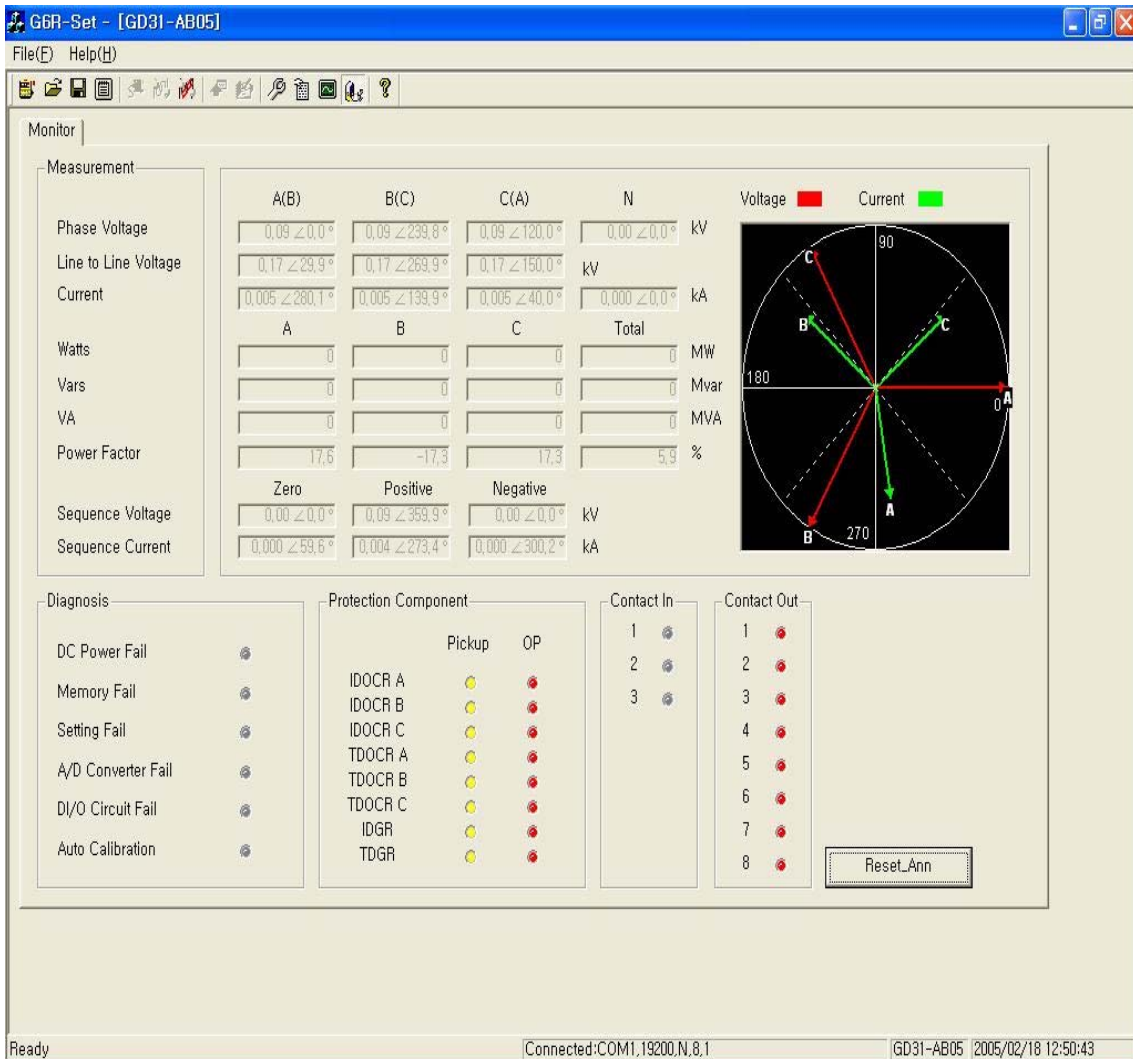 G6R-Set - [GD31-AB05]
File(F) Help(H)
Monitor
Measurement
A(B) B(C) C(A) N
Phase Voltage 0,09 ∠0,0° 0,09 ∠239,8° 0,09 ∠120,0° 0,00 ∠0,0° kV
Line to Line Voltage 0,17 ∠29,9° 0,17 ∠269,9° 0,17 ∠150,0° kV
Current 0,005 ∠280,1° 0,005 ∠139,9° 0,005 ∠40,0° 0,000 ∠0,0° kA
A B C Total
Watts 0 0 0 0 MW
Vars 0 0 0 0 Mvar
VA 0 0 0 0 MVA
Power Factor 17,6 -17,3 17,3 5,9 %
Zero Positive Negative
Sequence Voltage 0,00 ∠0,0° 0,09 ∠359,9° 0,00 ∠0,0° kV
Sequence Current 0,000 ∠59,6° 0,004 ∠273,4° 0,000 ∠300,2° kA
Voltage Current
90
C
B C
180
0 A
A
B 270
Diagnosis
DC Power Fail
Memory Fail
Setting Fail
A/D Converter Fail
DI/O Circuit Fail
Auto Calibration
Protection Component
Pickup OP
IDOCR A
IDOCR B
IDOCR C
TDOCR A
TDOCR B
TDOCR C
IDGR
TDGR
Contact In
1
2
3
Contact Out
1
2
3
4
5
6
7
8
Reset_Ann
Ready Connected:COM1,19200,N,8,1 GD31-AB05 2005/02/18 12:50:43